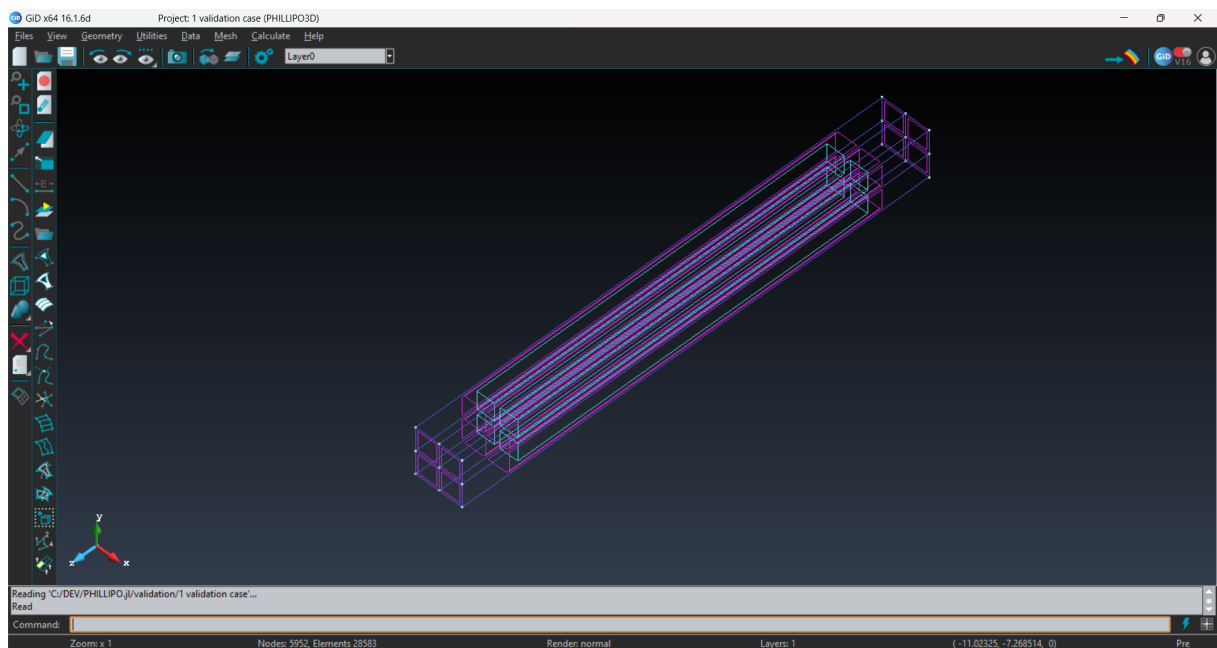 GiD x64 16.1.6d Project: 1 validation case (PHILLIPO3D)
Files View Geometry Utilities Data Mesh Calculate Help
Layer0
GiD
V16
E
y
z x
Reading 'C:/DEV/PHILLIPO.jl/validation/1 validation case'...
Read
Command:
Zoom: x 1 Nodes: 5952, Elements 28583 Render: normal Layers: 1 ( -11.02325, -7.268514, 0) Pre